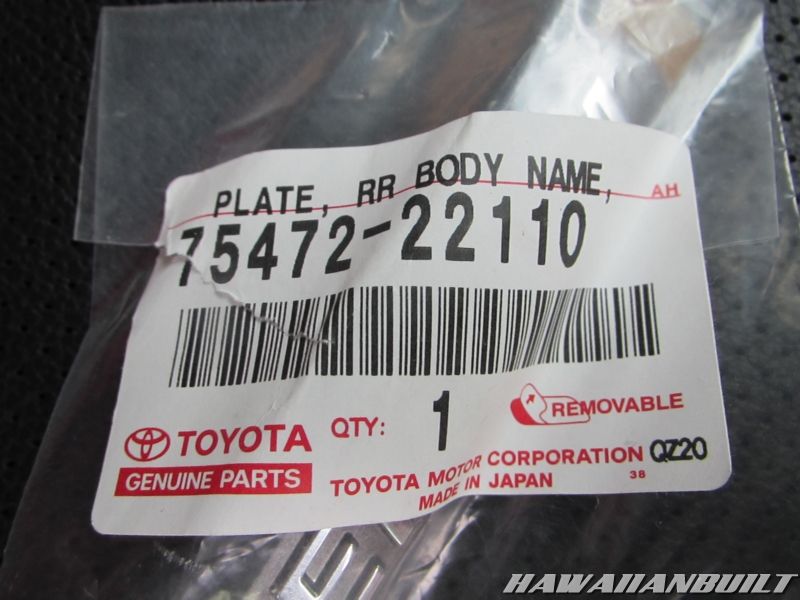 PLATE, RR BODY NAME, AH
75472-22110
TOYOTA QTY: 1 REMOVABLE
GENUINE PARTS TOYOTA MOTOR CORPORATION QZ20
MADE IN JAPAN 38
HAWAIIANBUILT